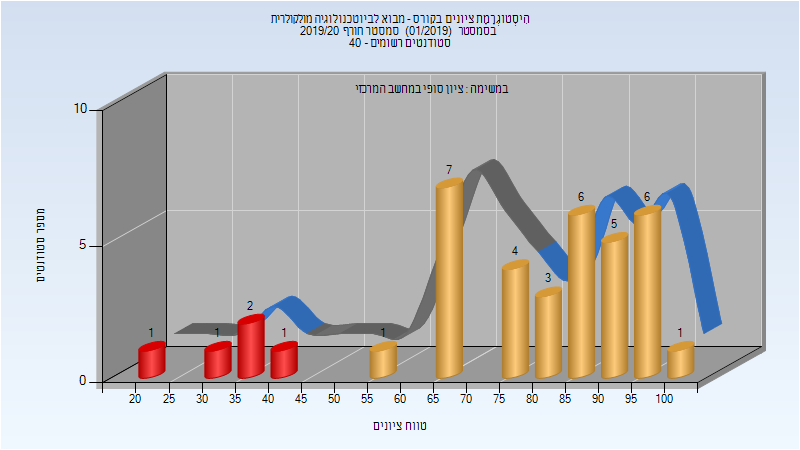 היסטוגרמת ציונים בקורס - מבוא לביוטכנולוגיה מולקולרית
בסמסטר (01/2019) סמסטר חורף 2019/20
סטודנטים רשומים - 40
במשימה : ציון סופי במחשב המרכזי
מספר סטודנטים
10
5
0
1
1
2
1
1
7
4
3
6
5
6
1
20 25 30 35 40 45 50 55 60 65 70 75 80 85 90 95 100
טווח ציונים